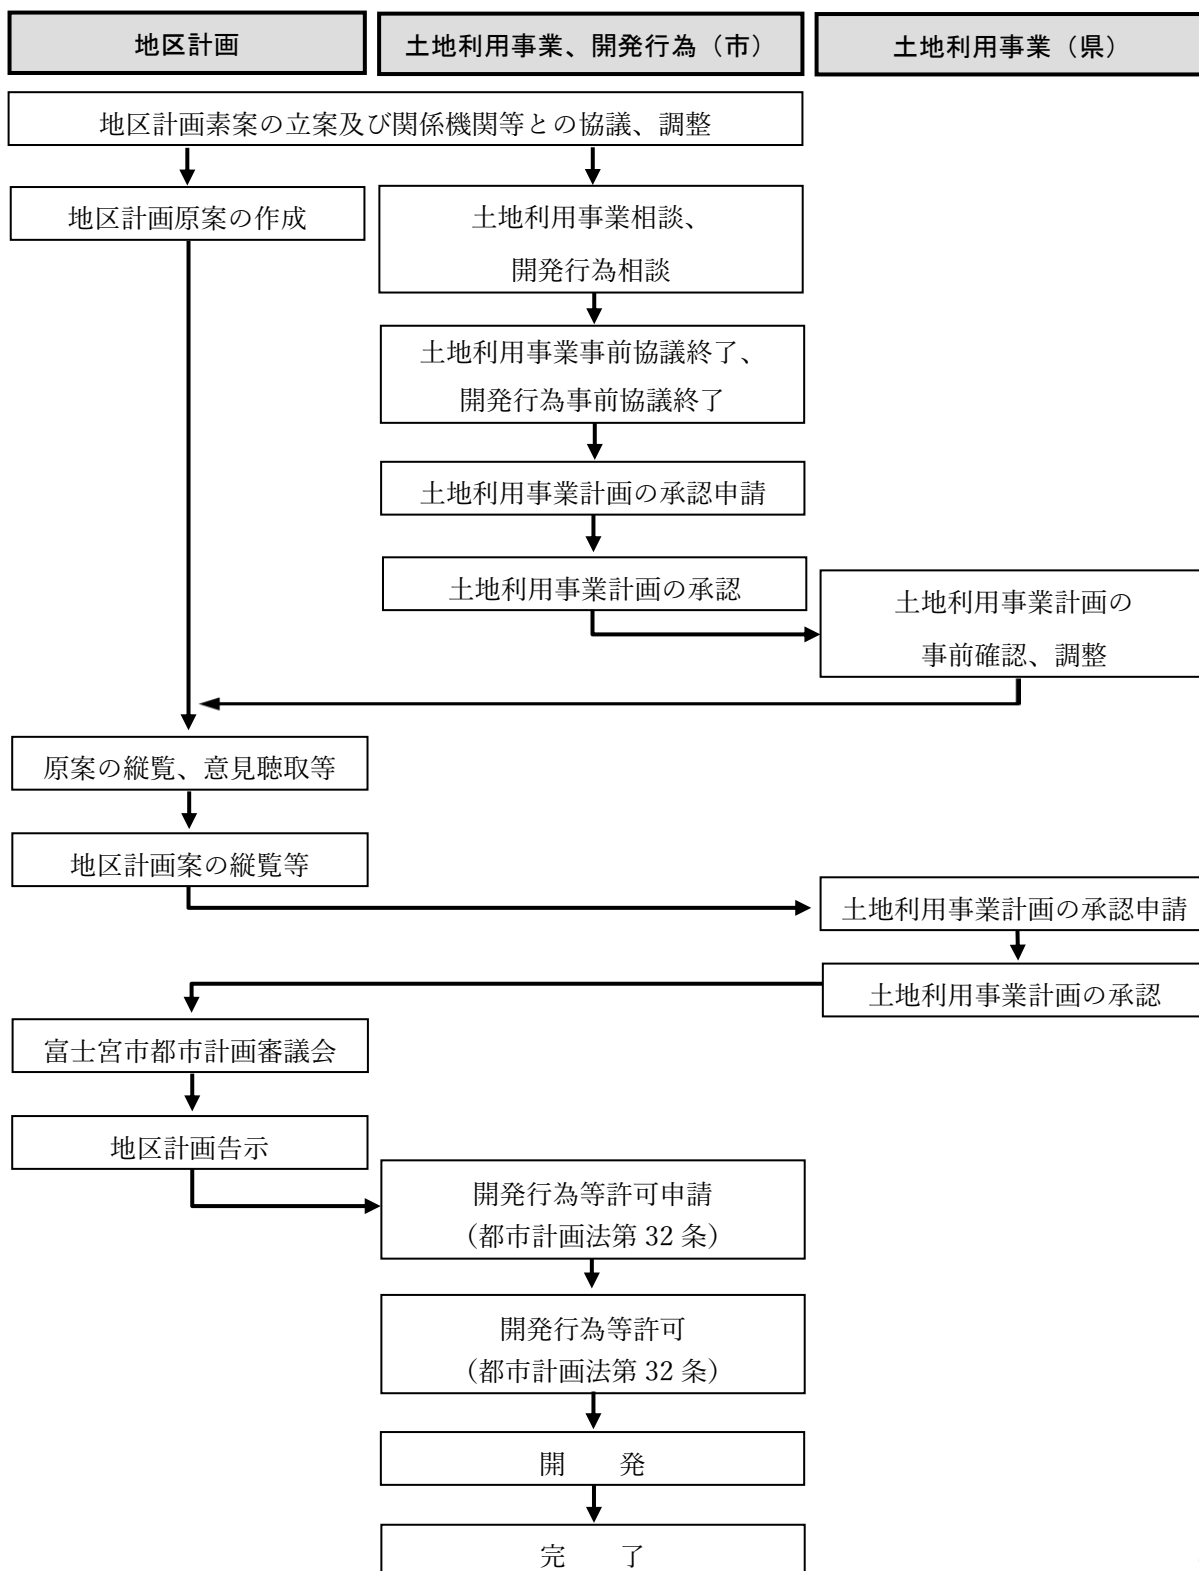 地区計画
土地利用事業、開発行為（市）
土地利用事業（県）
地区計画素案の立案及び関係機関等との協議、調整
地区計画原案の作成
土地利用事業相談、
開発行為相談
土地利用事業事前協議終了、
開発行為事前協議終了
土地利用事業計画の承認申請
土地利用事業計画の承認
土地利用事業計画の
事前確認、調整
原案の縦覧、意見聴取等
地区計画案の縦覧等
土地利用事業計画の承認申請
土地利用事業計画の承認
富士宮市都市計画審議会
地区計画告示
開発行為等許可申請
（都市計画法第 32 条）
開発行為等許可
（都市計画法第 32 条）
開　　発
完　　了